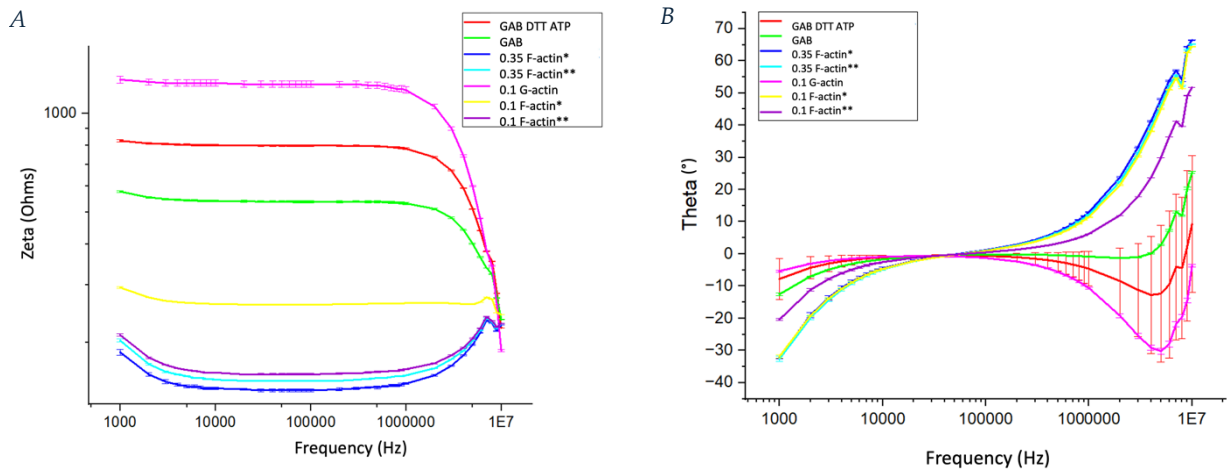 A
GAB DTT ATP
GAB
0.35 F-actin*
0.35 F-actin**
0.1 G-actin
0.1 F-actin*
0.1 F-actin**
1000
Zeta (Ohms)
1000 10000 100000 1000000 1E7
Frequency (Hz)
B
GAB DTT ATP
GAB
0.35 F-actin*
0.35 F-actin**
0.1 G-actin
0.1 F-actin*
0.1 F-actin**
70
60
50
40
30
20
10
0
−10
−20
−30
−40
Theta (°)
1000 10000 100000 1000000 1E7
Frequency (Hz)